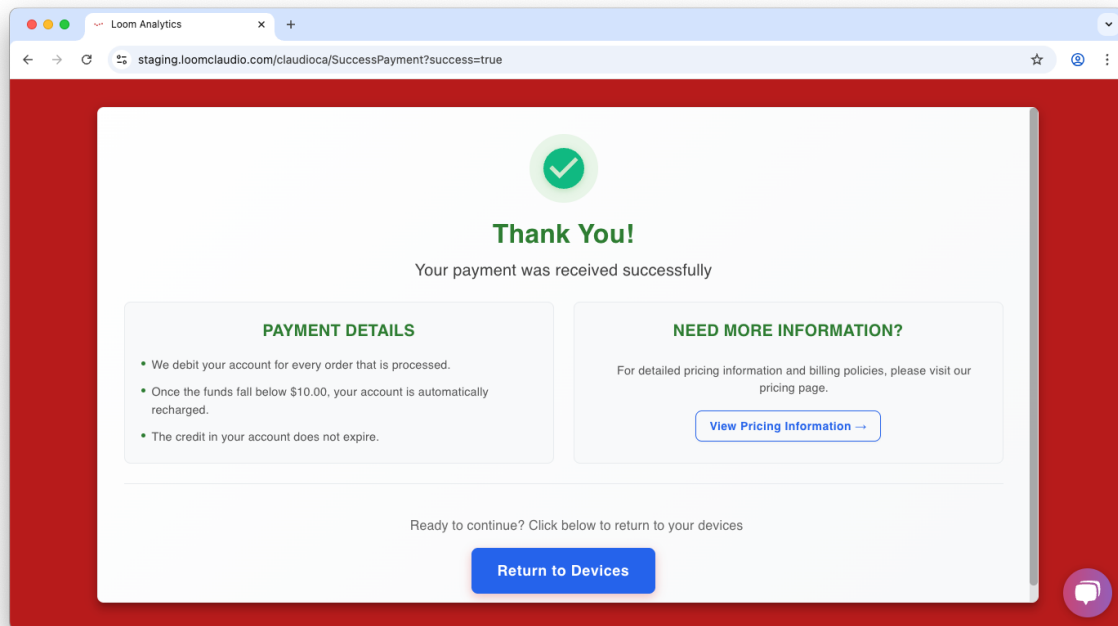 Loom Analytics
staging.loomclaudio.com/claudioca/SuccessPayment?success=true
Thank You!
Your payment was received successfully
PAYMENT DETAILS
• We debit your account for every order that is processed.
• Once the funds fall below $10.00, your account is automatically
recharged.
• The credit in your account does not expire.
NEED MORE INFORMATION?
For detailed pricing information and billing policies, please visit our
pricing page.
View Pricing Information →
Ready to continue? Click below to return to your devices
Return to Devices